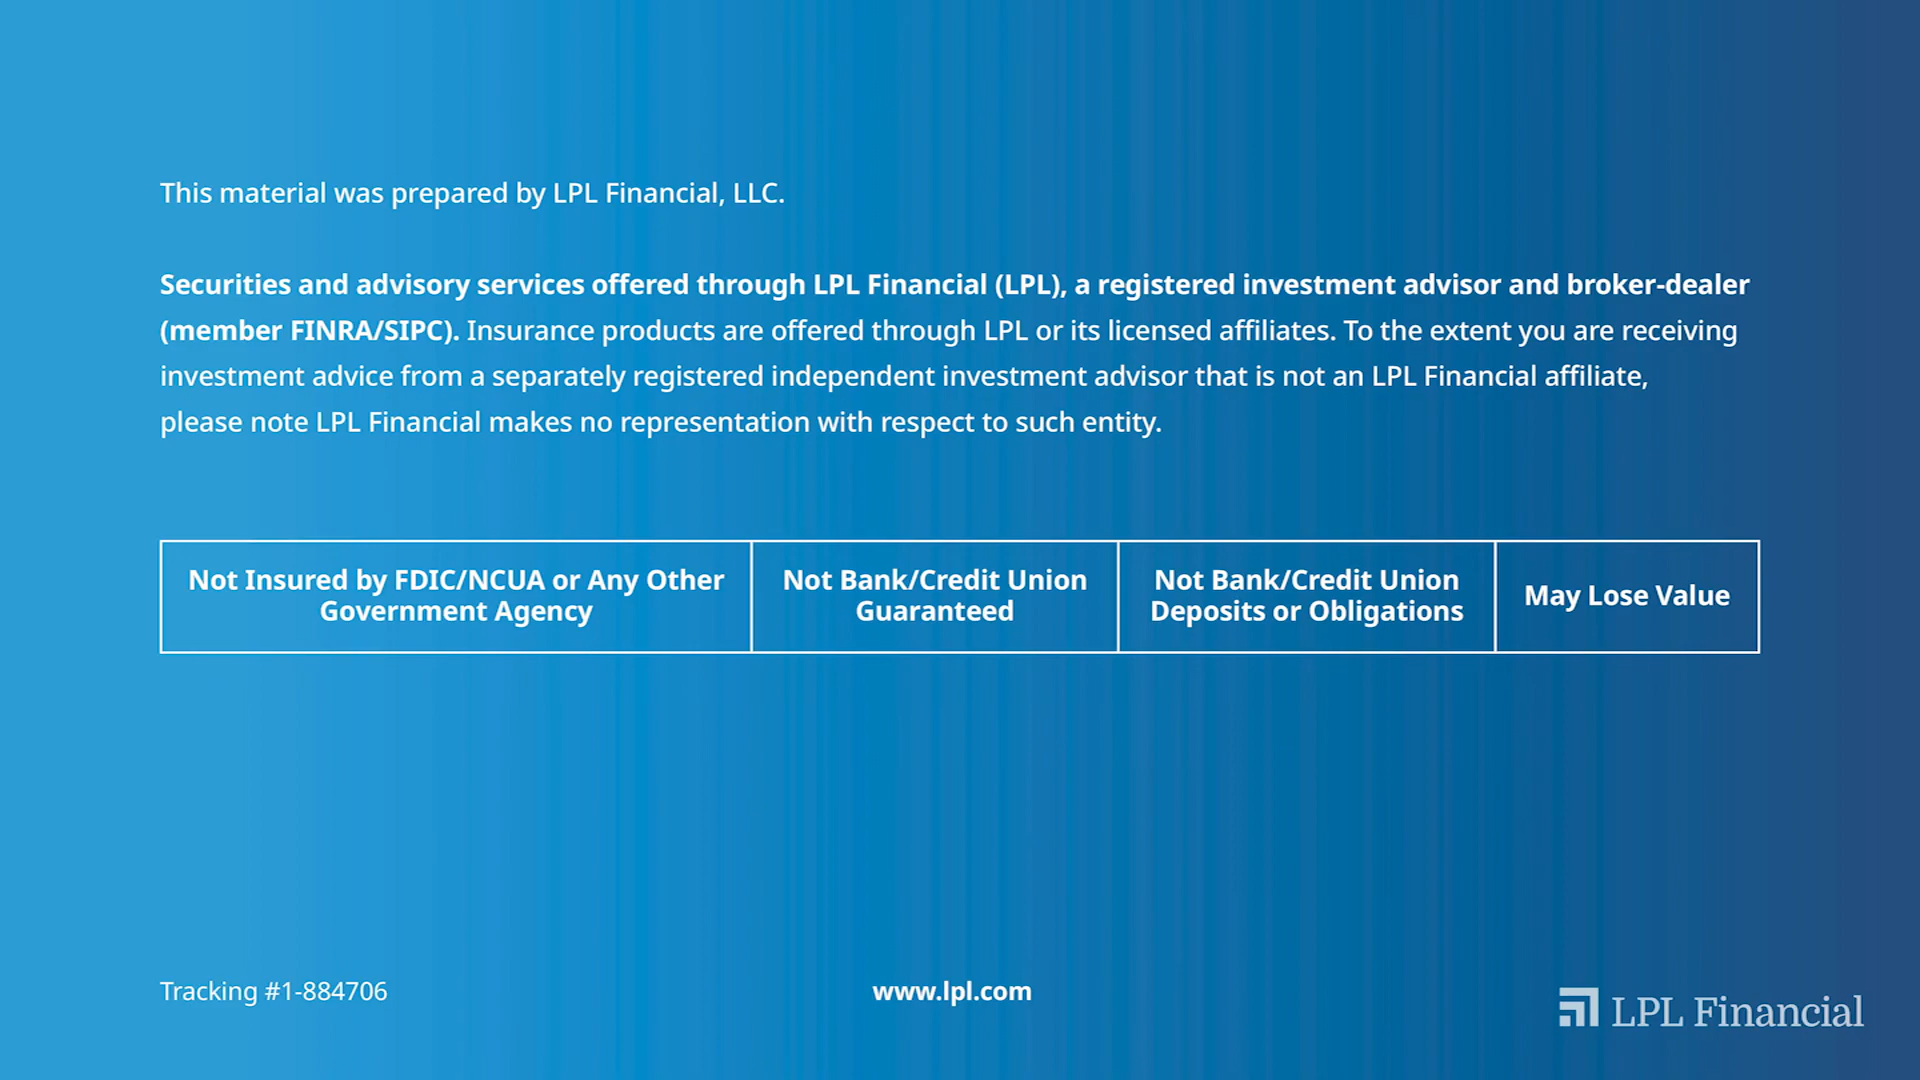 This material was prepared by LPL Financial, LLC.
Securities and advisory services offered through LPL Financial (LPL), a registered investment advisor and broker-dealer
(member FINRA/SIPC). Insurance products are offered through LPL or its licensed affiliates. To the extent you are receiving
investment advice from a separately registered independent investment advisor that is not an LPL Financial affiliate,
please note LPL Financial makes no representation with respect to such entity.
Not Insured by FDIC/NCUA or Any Other
Government Agency
Not Bank/Credit Union
Guaranteed
Not Bank/Credit Union
Deposits or Obligations
May Lose Value
Tracking #1-884706
www.lpl.com
LPL Financial